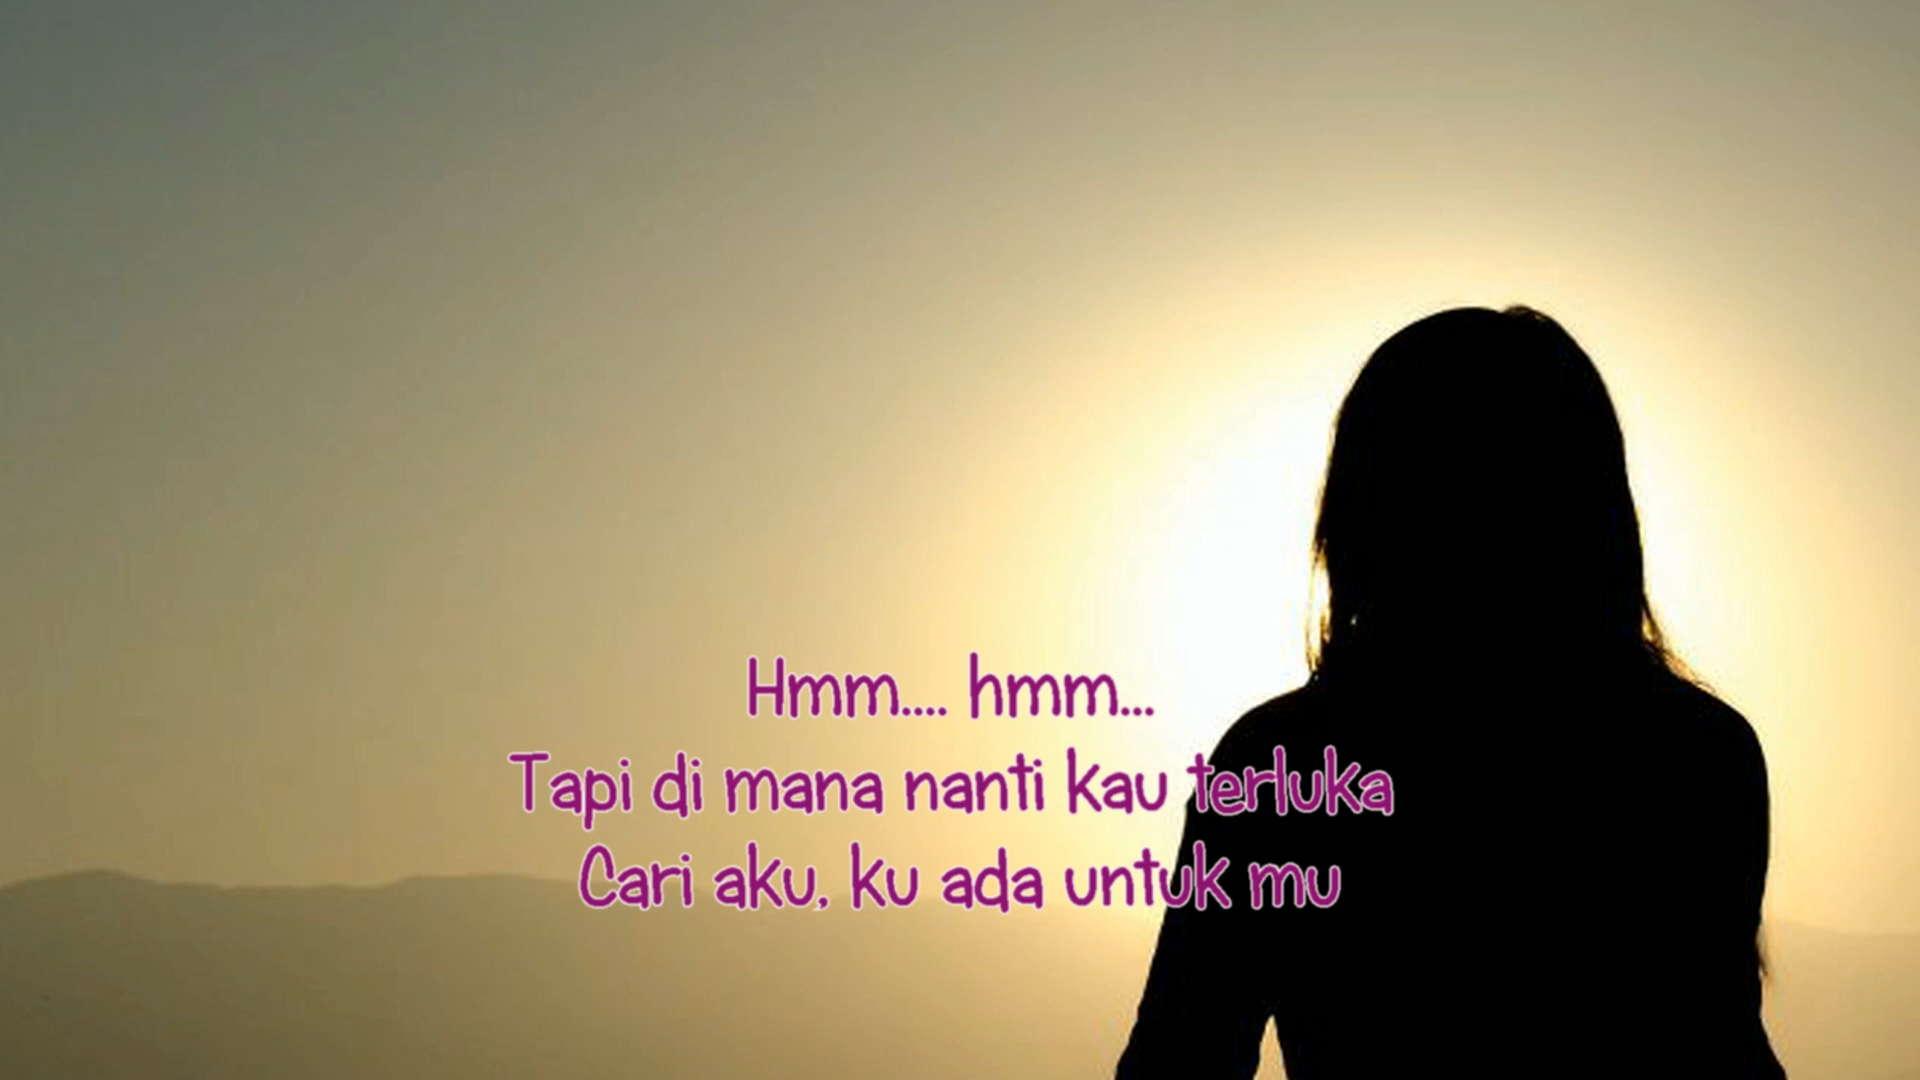 Hmm.... hmm...
Tapi di mana nanti kau terluka
Cari aku, ku ada untuk mu